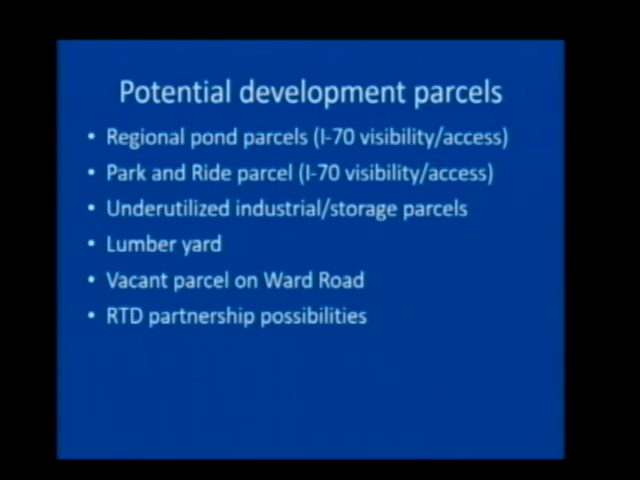 Potential development parcels
• Regional pond parcels (I-70 visibility/access)
• Park and Ride parcel (I-70 visibility/access)
• Underutilized industrial/storage parcels
• Lumber yard
• Vacant parcel on Ward Road
• RTD partnership possibilities